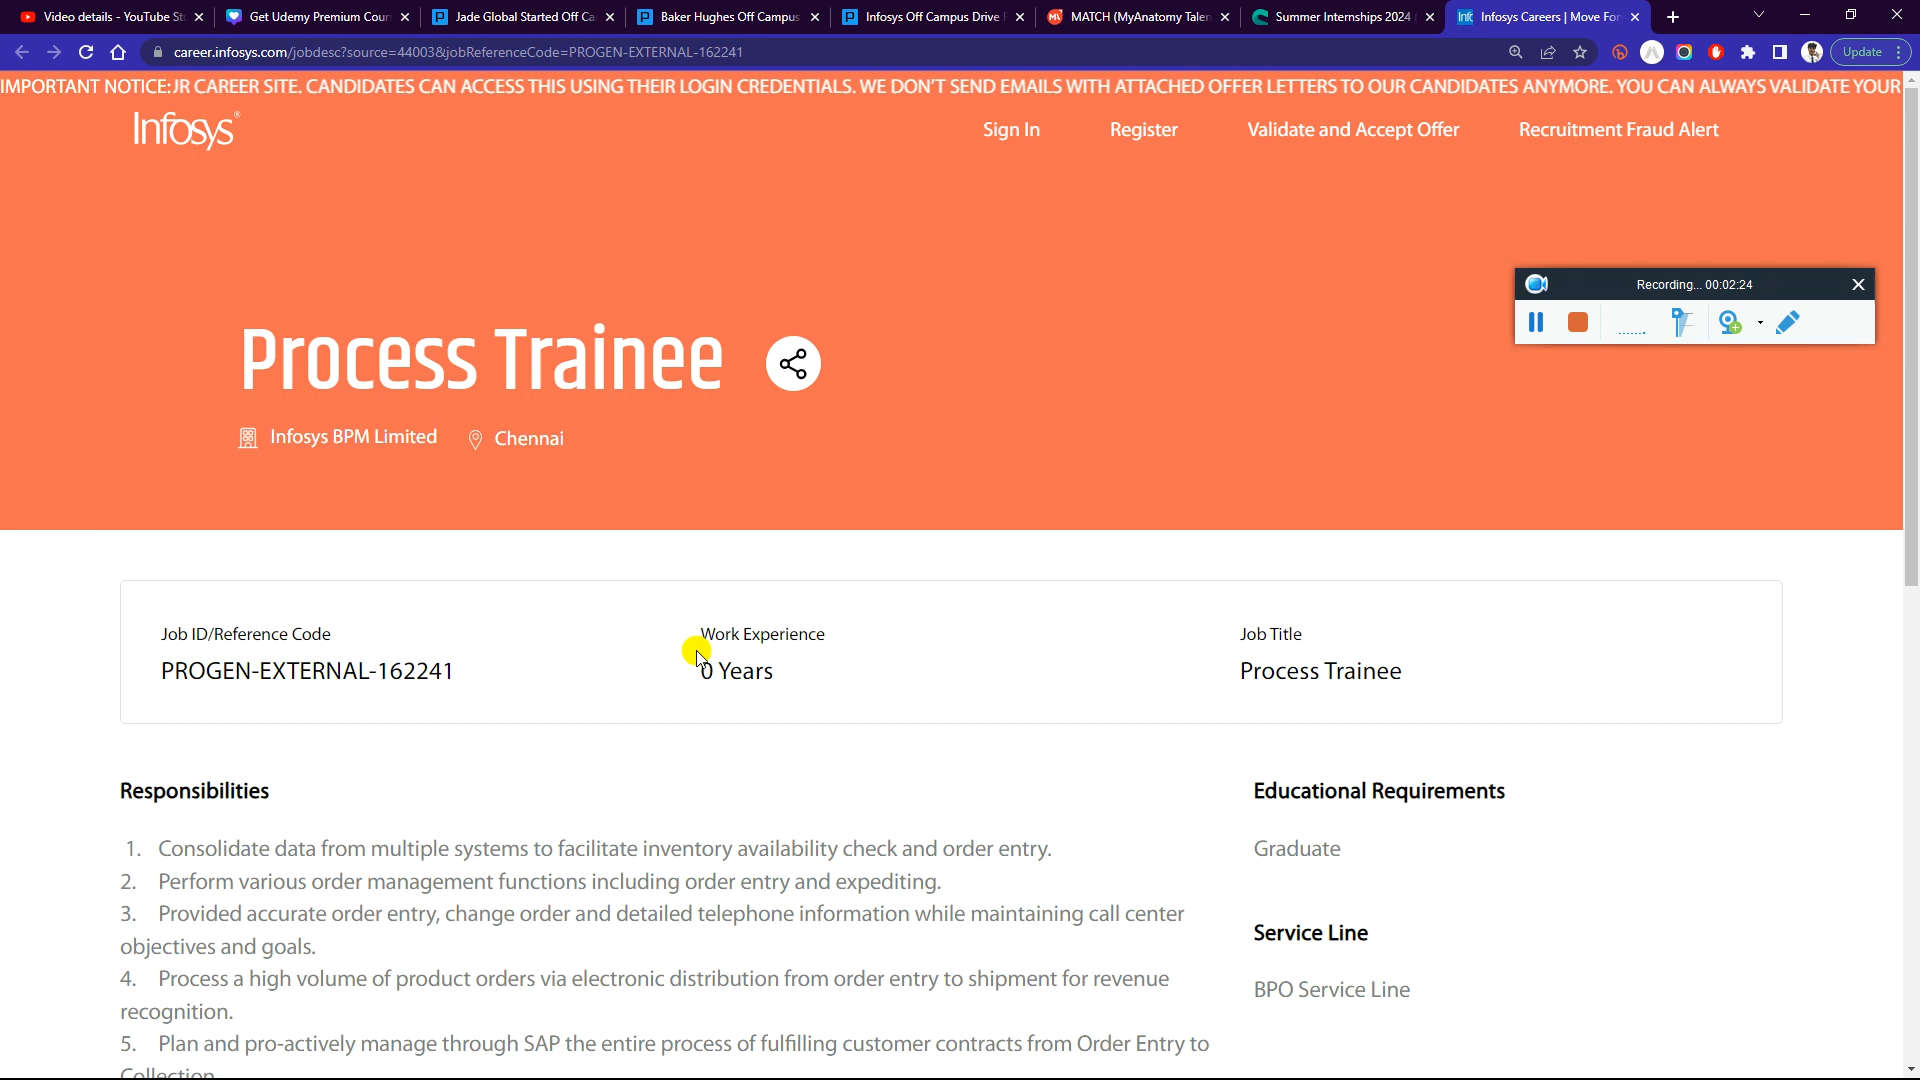 Video details - YouTube St
Get Udemy Premium Cour
Jade Global Started Off Ca
Baker Hughes Off Campus
Infosys Off Campus Drive F
MATCH (MyAnatomy Talen
Summer Internships 2024
Infosys Careers | Move For
career.infosys.com/jobdesc?source=44003&jobReferenceCode=PROGEN-EXTERNAL-162241
Update
IMPORTANT NOTICE:JR CAREER SITE. CANDIDATES CAN ACCESS THIS USING THEIR LOGIN CREDENTIALS. WE DON'T SEND EMAILS WITH ATTACHED OFFER LETTERS TO OUR CANDIDATES ANYMORE. YOU CAN ALWAYS VALIDATE YOUR
Infosys®
Sign In
Register
Validate and Accept Offer
Recruitment Fraud Alert
Recording... 00:02:24
Process Trainee
Infosys BPM Limited
Chennai
Job ID/Reference Code
Work Experience
Job Title
PROGEN-EXTERNAL-162241
0 Years
Process Trainee
Responsibilities
1. Consolidate data from multiple systems to facilitate inventory availability check and order entry.
2. Perform various order management functions including order entry and expediting.
3. Provided accurate order entry, change order and detailed telephone information while maintaining call center
objectives and goals.
4. Process a high volume of product orders via electronic distribution from order entry to shipment for revenue
recognition.
5. Plan and pro-actively manage through SAP the entire process of fulfilling customer contracts from Order Entry to
Collection
Educational Requirements
Graduate
Service Line
BPO Service Line